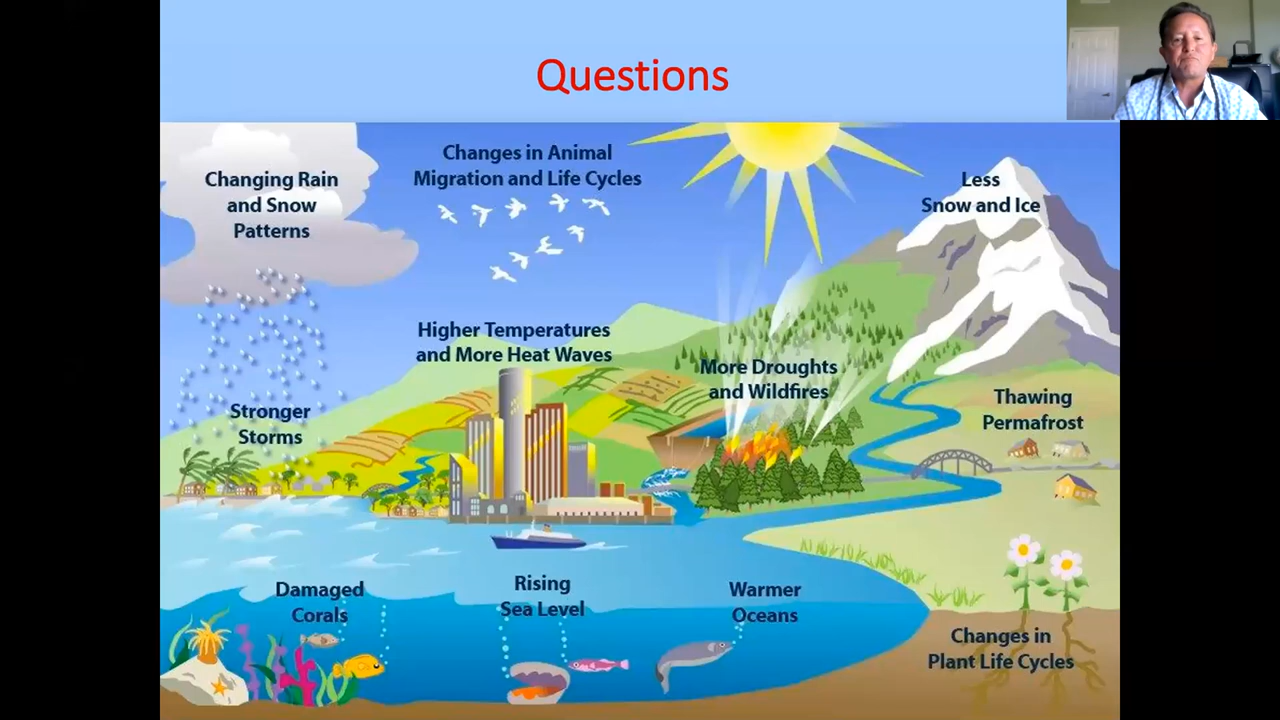 Questions
Changes in Animal
Migration and Life Cycles
Changing Rain
and Snow
Patterns
Less
Snow and Ice
Higher Temperatures
and More Heat Waves
More Droughts
and Wildfires
Stronger
Storms
Thawing
Permafrost
Damaged
Corals
Rising
Sea Level
Warmer
Oceans
Changes in
Plant Life Cycles